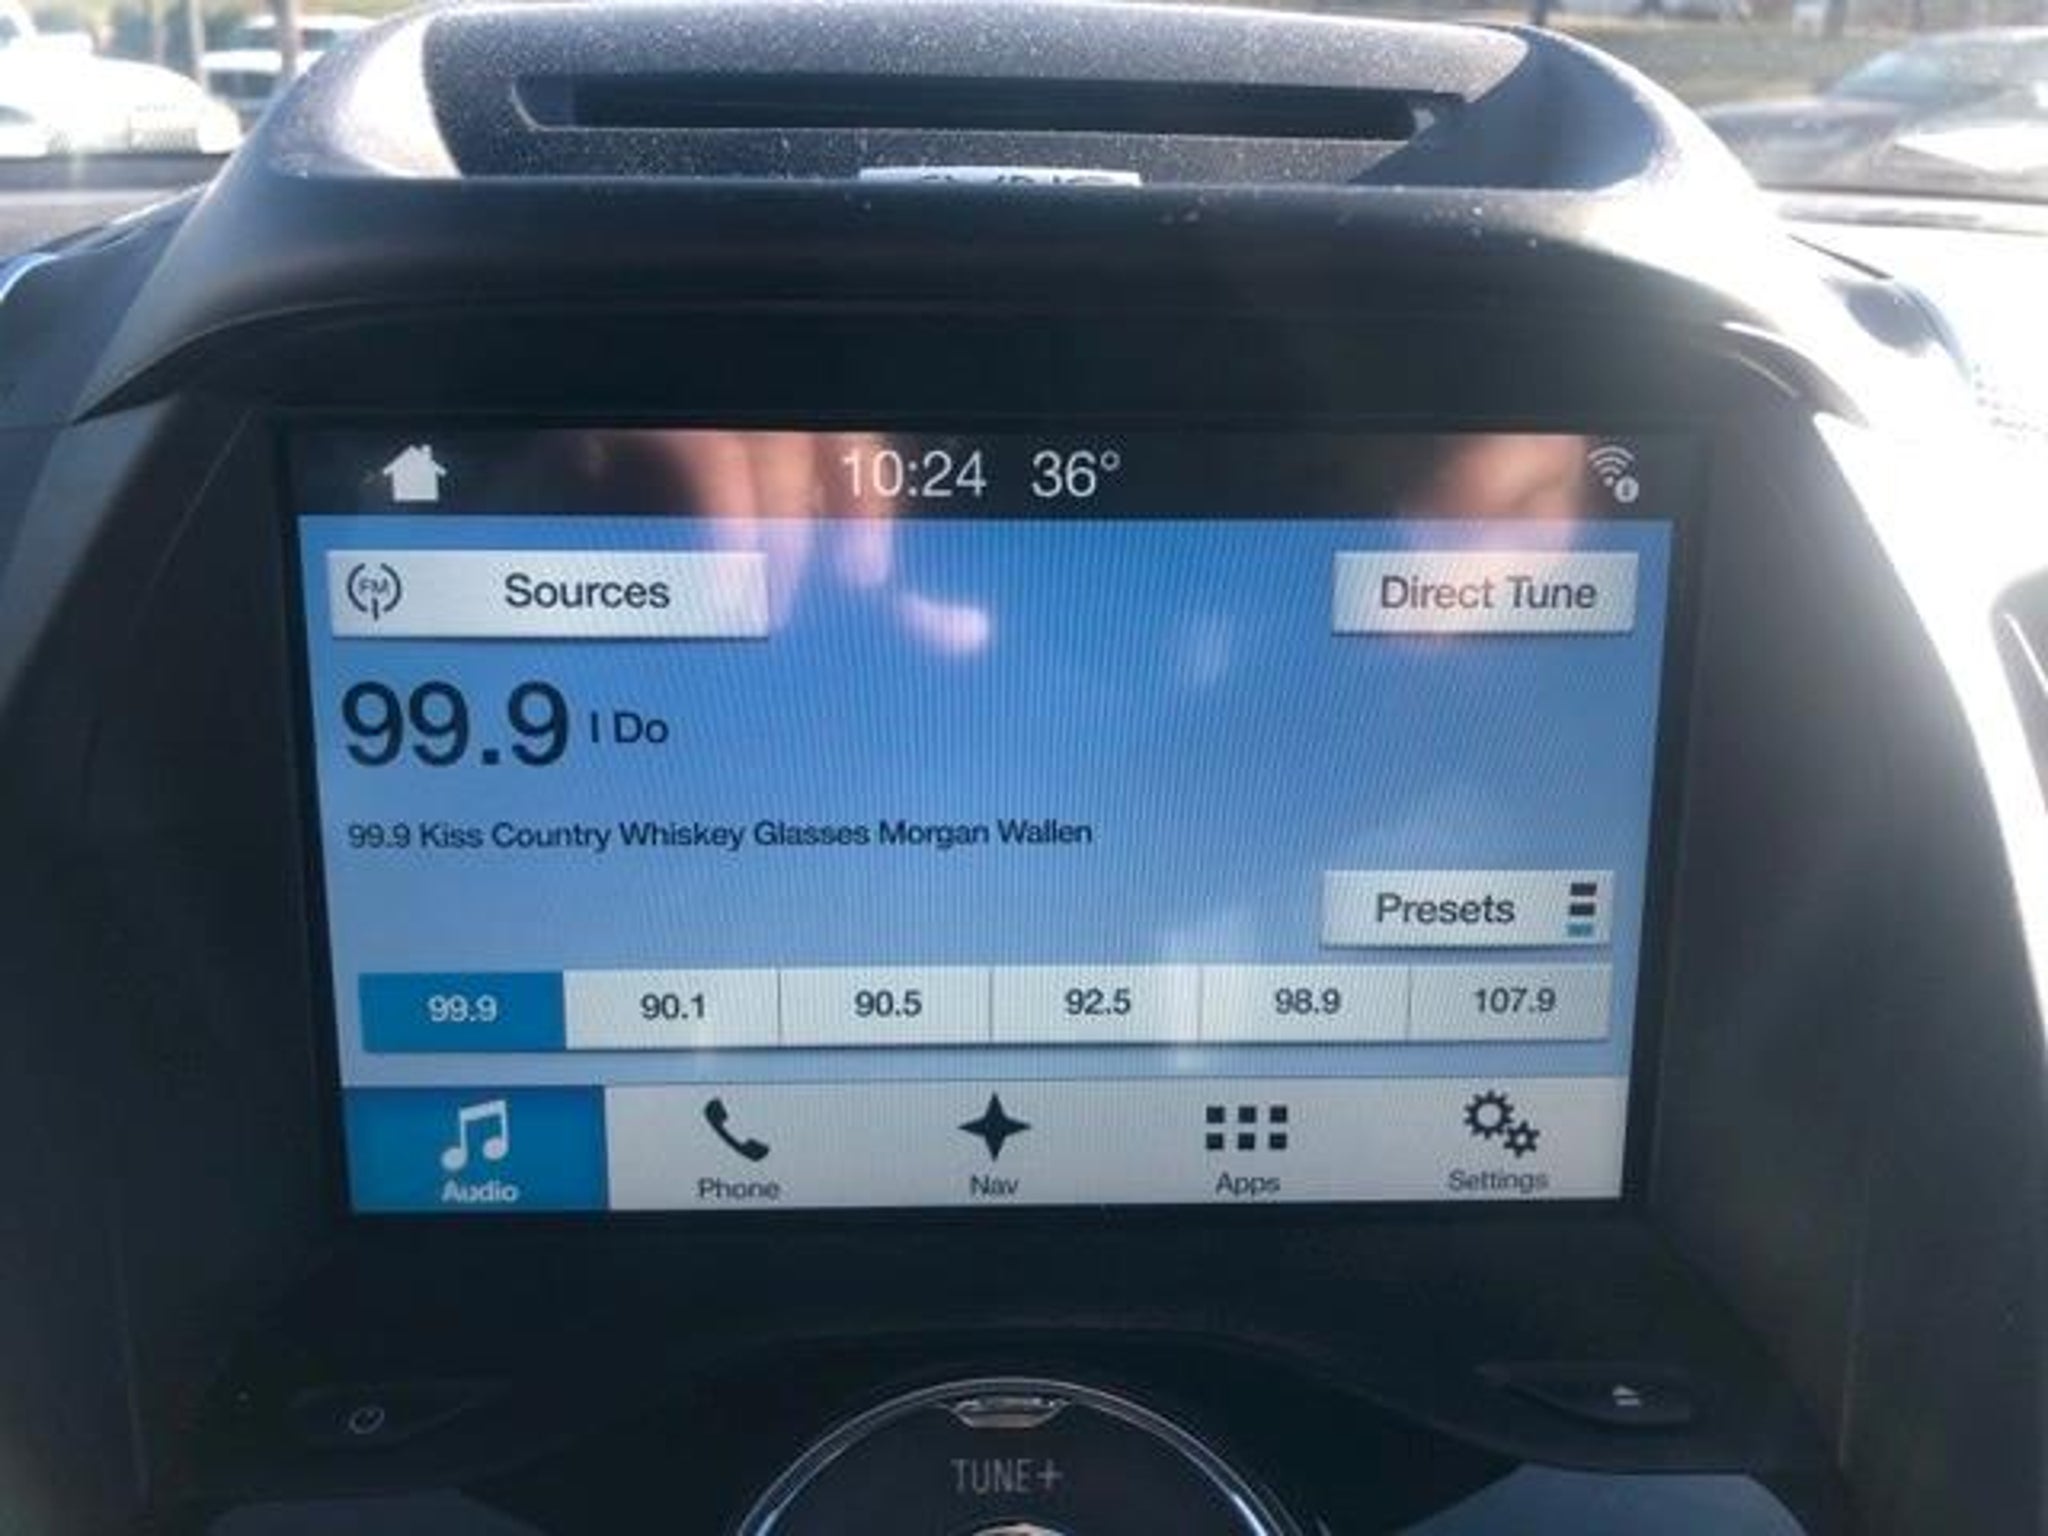 10:24 36°
FM Sources
Direct Tune
99.9 I Do
99.9 Kiss Country Whiskey Glasses Morgan Wallen
Presets
99.9 90.1 90.5 92.5 98.9 107.9
Audio Phone Nav Apps Settings
TUNE+